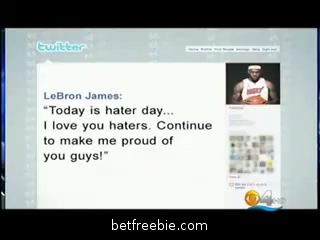 twitter
LeBron James:
“Today is hater day...
I love you haters. Continue
to make me proud of
you guys!”
4
betfreebie.com